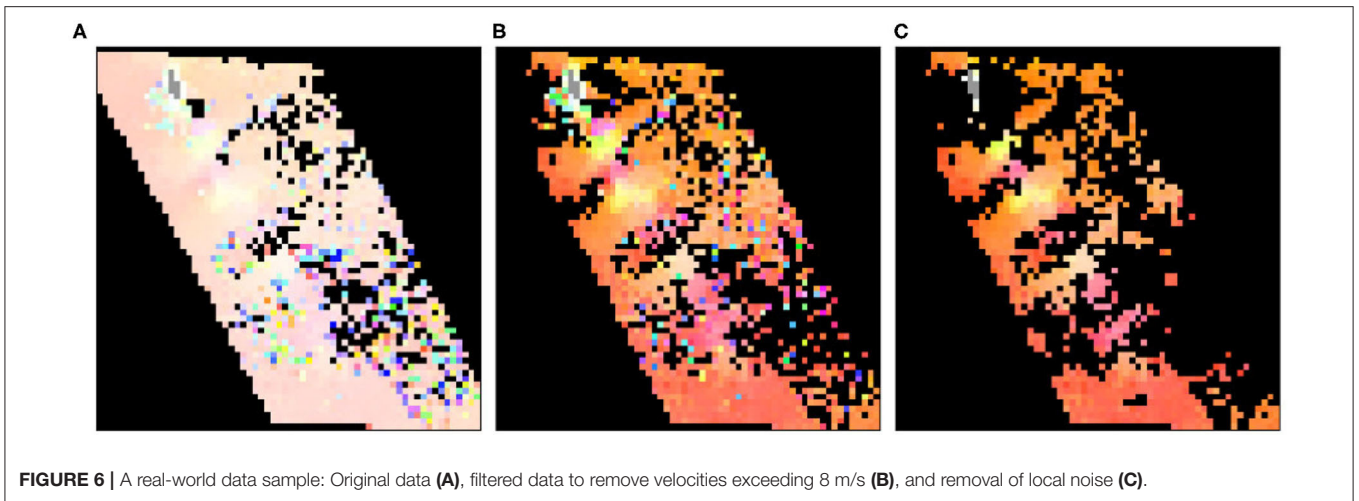 A
B
C
FIGURE 6 | A real-world data sample: Original data (A), filtered data to remove velocities exceeding 8 m/s (B), and removal of local noise (C).